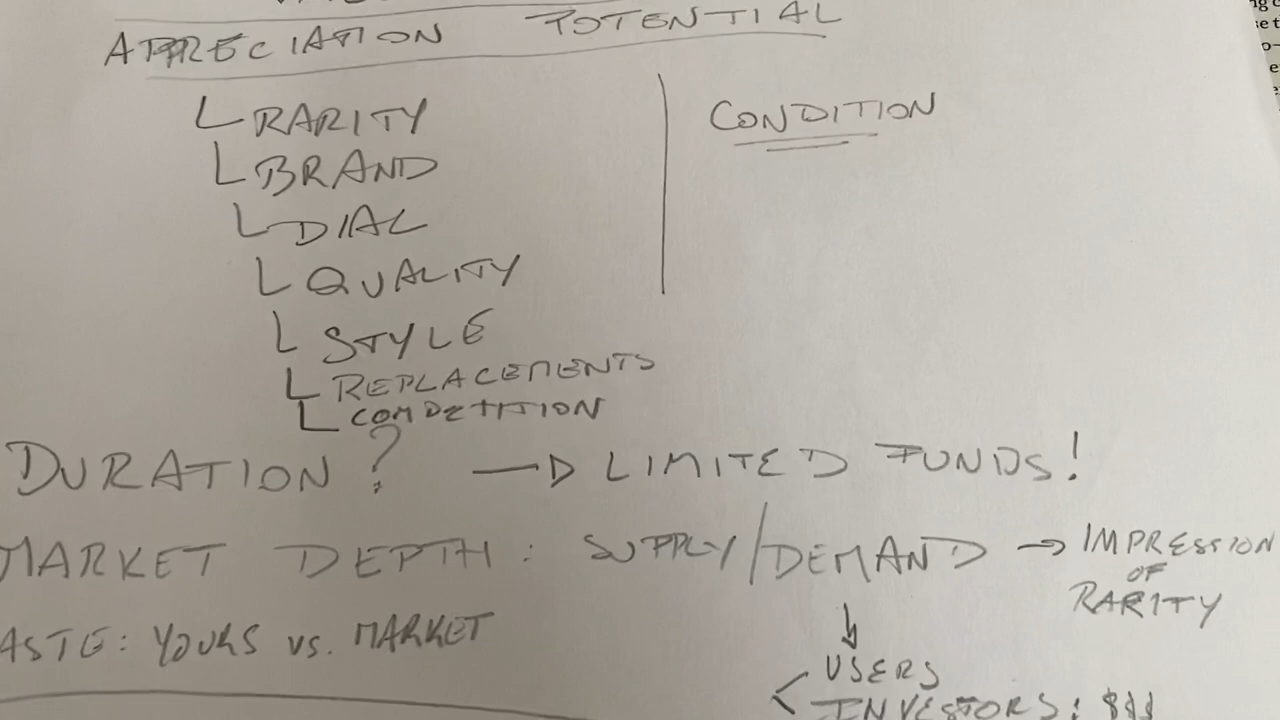 APPRECIATION POTENTIAL
L RARITY
CONDITION
L BRAND
L DIAL
L QUALITY
L STYLE
L REPLACEMENTS
L COMPETITION
DURATION? → LIMITED FUNDS!
MARKET DEPTH: SUPPLY/DEMAND → IMPRESSION
OF
RARITY
ASTE: YOURS vs. MARKET
USERS
INVESTORS: $$$